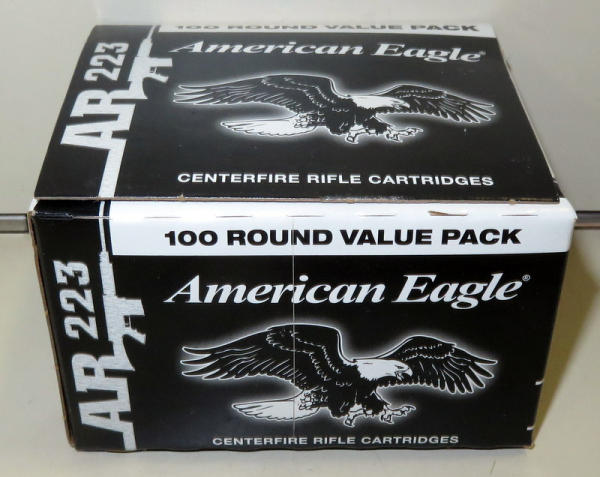 100 ROUND VALUE PACK
AR 223
American Eagle®
CENTERFIRE RIFLE CARTRIDGES
100 ROUND VALUE PACK
AR 223
American Eagle®
CENTERFIRE RIFLE CARTRIDGES